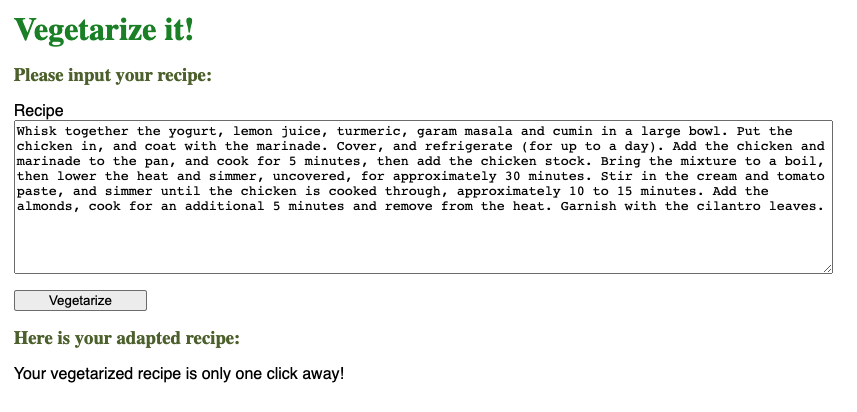 Vegetarize it!
Please input your recipe:
Recipe
Whisk together the yogurt, lemon juice, turmeric, garam masala and cumin in a large bowl. Put the
chicken in, and coat with the marinade. Cover, and refrigerate (for up to a day). Add the chicken and
marinade to the pan, and cook for 5 minutes, then add the chicken stock. Bring the mixture to a boil,
then lower the heat and simmer, uncovered, for approximately 30 minutes. Stir in the cream and tomato
paste, and simmer until the chicken is cooked through, approximately 10 to 15 minutes. Add the
almonds, cook for an additional 5 minutes and remove from the heat. Garnish with the cilantro leaves.
Vegetarize
Here is your adapted recipe:
Your vegetarized recipe is only one click away!